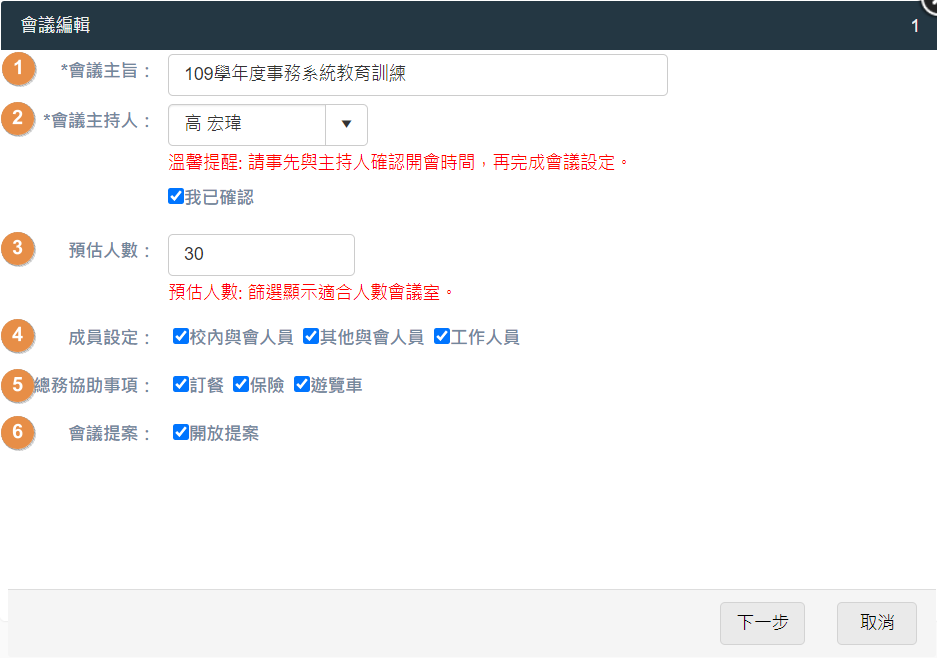 會議編輯 1
1 *會議主旨： 109學年度事務系統教育訓練
2 *會議主持人： 高 宏瑋 ▼
溫馨提醒: 請事先與主持人確認開會時間，再完成會議設定。
我已確認
3 預估人數： 30
預估人數: 篩選顯示適合人數會議室。
4 成員設定： 校內與會人員 其他與會人員 工作人員
5 總務協助事項： 訂餐 保險 遊覽車
6 會議提案： 開放提案
下一步 取消